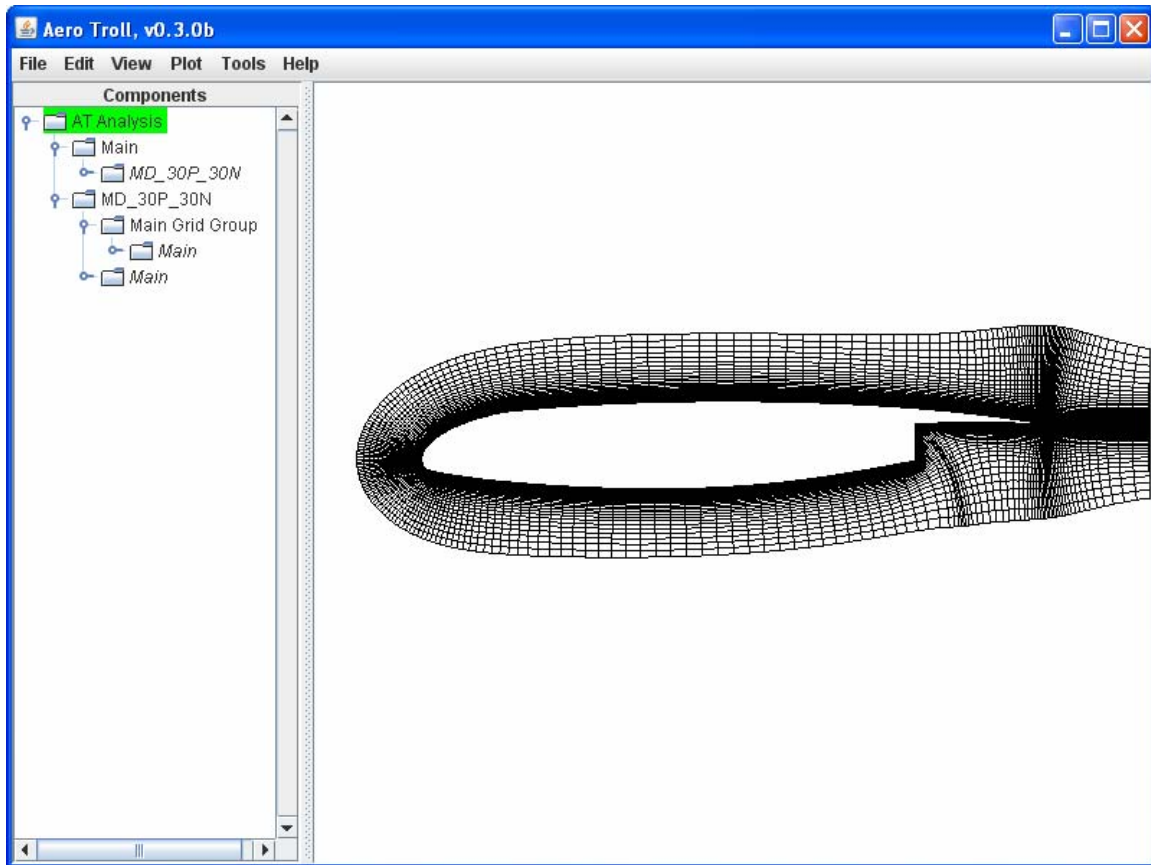 Aero Troll, v0.3.0b
File Edit View Plot Tools Help
Components
AT Analysis
Main
MD_30P_30N
MD_30P_30N
Main Grid Group
Main
Main